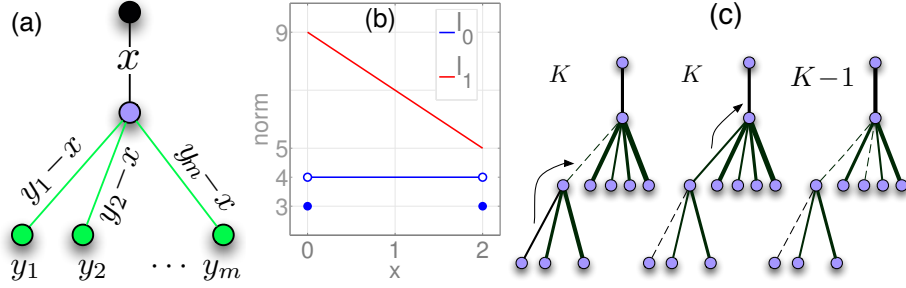 (a)
x
y₁−x
y₂−x
yₘ−x
y₁ y₂ ⋯ yₘ
(b)
norm
9
5
4
3
l₀
l₁
0 1 2
x
(c)
K K K−1